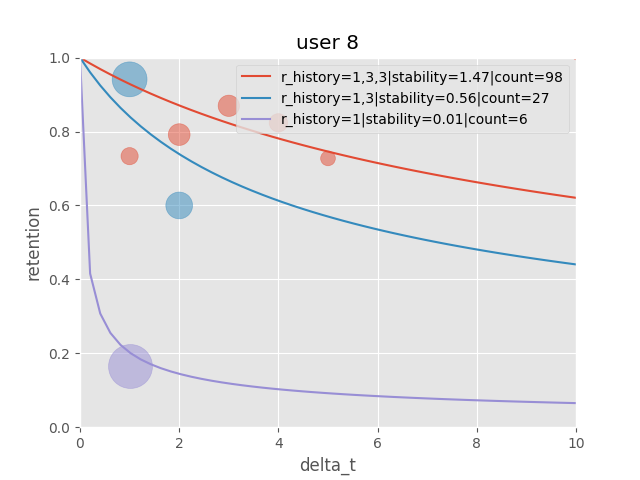 user 8
r_history=1,3,3|stability=1.47|count=98
r_history=1,3|stability=0.56|count=27
r_history=1|stability=0.01|count=6
retention
1.0
0.8
0.6
0.4
0.2
0.0
0 2 4 6 8 10
delta_t